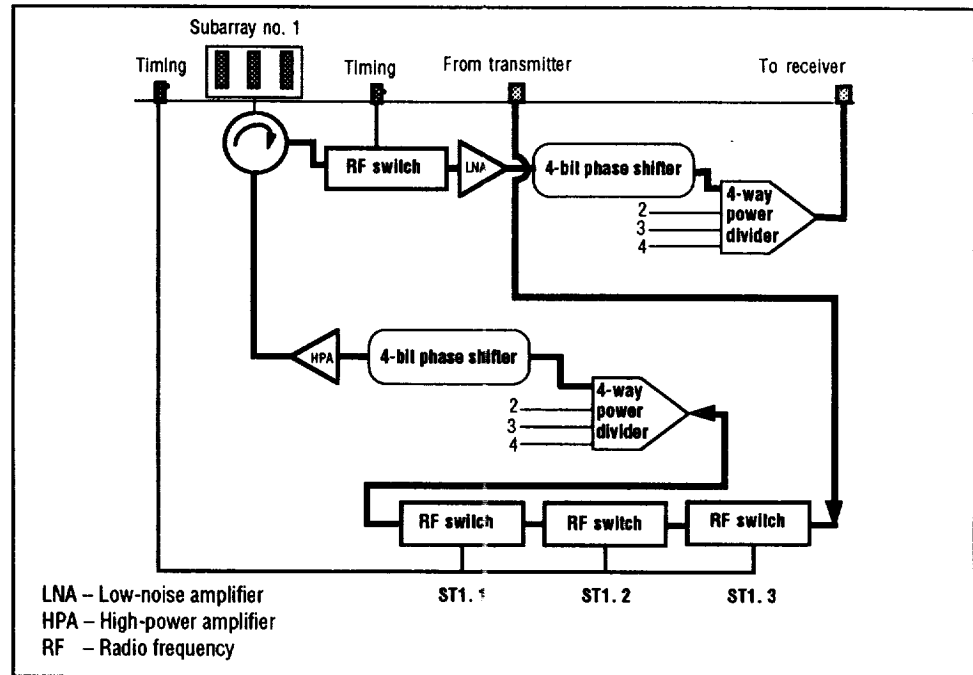 Subarray no. 1
Timing
Timing
From transmitter
To receiver
RF switch
LNA
4-bit phase shifter
4-way
power
divider
2
3
4
HPA
4-bit phase shifter
4-way
power
divider
2
3
4
RF switch
RF switch
RF switch
ST1. 1
ST1. 2
ST1. 3
LNA – Low-noise amplifier
HPA – High-power amplifier
RF – Radio frequency